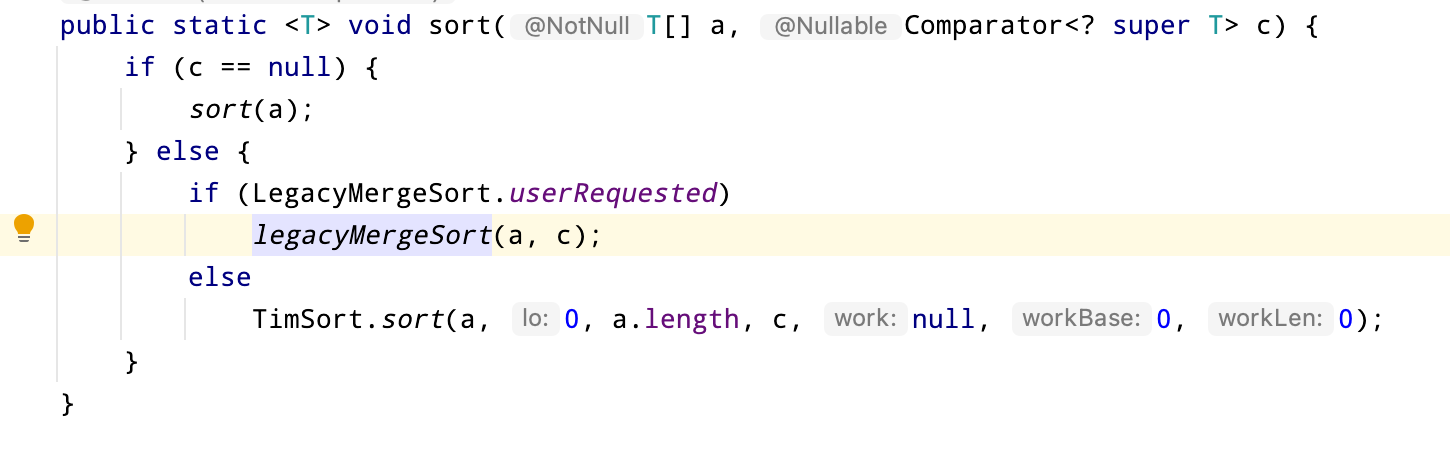 public static <T> void sort( @NotNull T[] a, @Nullable Comparator<? super T> c) {
if (c == null) {
sort(a);
} else {
if (LegacyMergeSort.userRequested)
legacyMergeSort(a, c);
else
TimSort.sort(a, lo: 0, a.length, c, work: null, workBase: 0, workLen: 0);
}
}